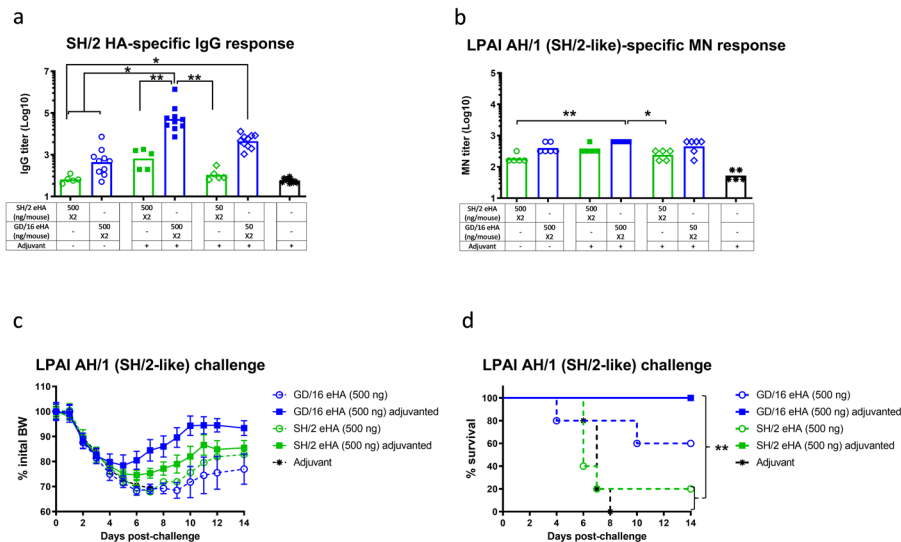 a
SH/2 HA-specific IgG response
IgG titer (Log10)
7
5
3
1
*
*
**
**
SH/2 eHA (ng/mouse) 500 X2 - 500 X2 - 50 X2 - -
GD/16 eHA (ng/mouse) - 500 X2 - 500 X2 - 50 X2 -
Adjuvant - - + + + + +
b
LPAI AH/1 (SH/2-like)-specific MN response
MN titer (Log10)
5
4
3
2
1
**
*
SH/2 eHA (ng/mouse) 500 X2 - 500 X2 - 50 X2 - -
GD/16 eHA (ng/mouse) - 500 X2 - 500 X2 - 50 X2 -
Adjuvant - - + + + + +
c
LPAI AH/1 (SH/2-like) challenge
% inital BW
110
100
90
80
70
60
0 2 4 6 8 10 12 14
Days post-challenge
GD/16 eHA (500 ng)
GD/16 eHA (500 ng) adjuvanted
SH/2 eHA (500 ng)
SH/2 eHA (500 ng) adjuvanted
Adjuvant
d
LPAI AH/1 (SH/2-like) challenge
% survival
100
80
60
40
20
0
0 2 4 6 8 10 12 14
Days post-challenge
**
GD/16 eHA (500 ng)
GD/16 eHA (500 ng) adjuvanted
SH/2 eHA (500 ng)
SH/2 eHA (500 ng) adjuvanted
Adjuvant